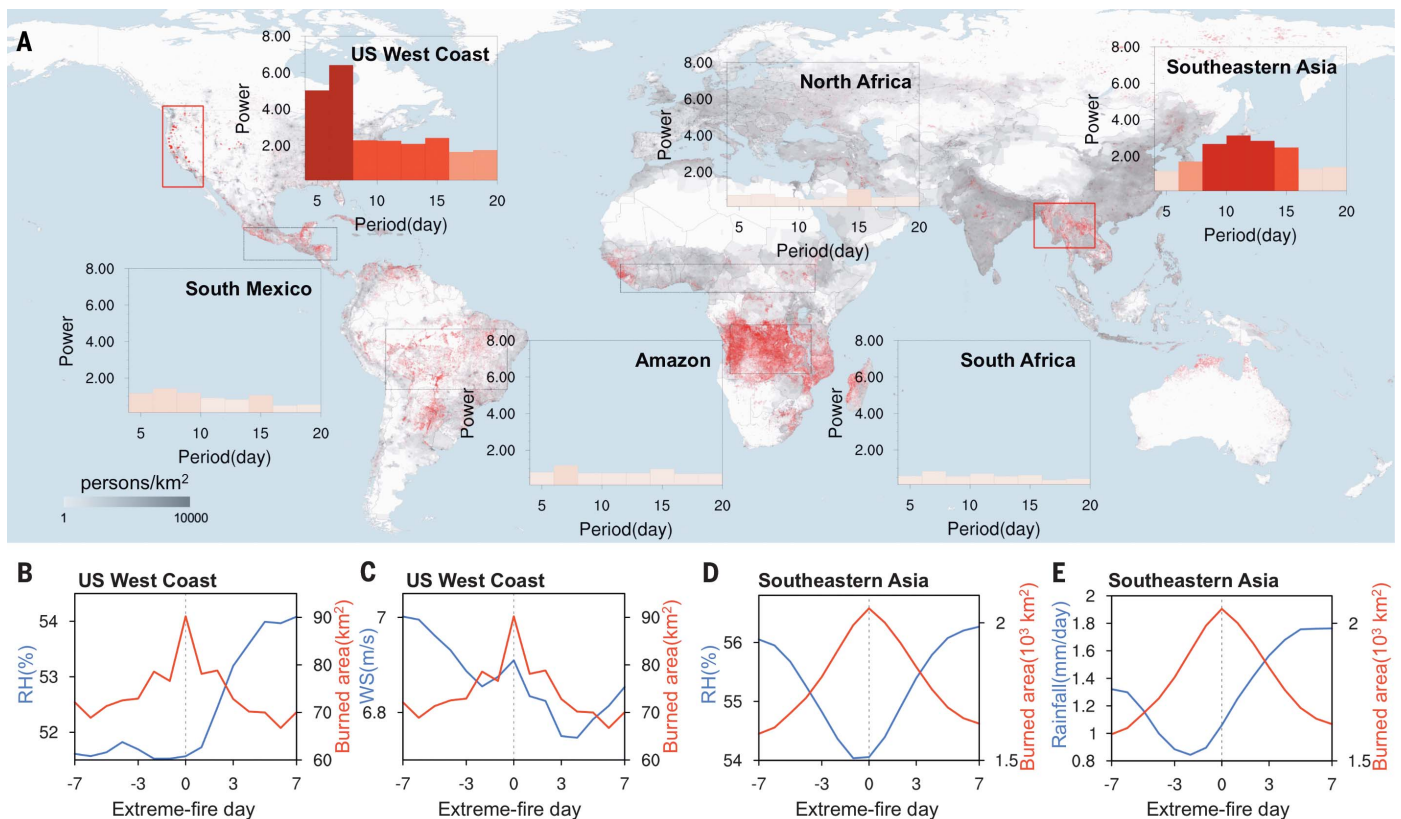 A
US West Coast
8.00
6.00
4.00
2.00
Power
5
10
15
20
Period(day)
North Africa
8.00
6.00
4.00
2.00
Power
5
10
15
20
Period(day)
Southeastern Asia
8.00
6.00
4.00
2.00
Power
5
10
15
20
Period(day)
South Mexico
8.00
6.00
4.00
2.00
Power
5
10
15
20
Period(day)
Amazon
8.00
6.00
4.00
2.00
Power
5
10
15
20
Period(day)
South Africa
8.00
6.00
4.00
2.00
Power
5
10
15
20
Period(day)
persons/km²
1
10000
B
US West Coast
RH(%)
54
53
52
90
80
70
60
Burned area(km²)
-7
-3
0
3
7
Extreme-fire day
C
US West Coast
WS(m/s)
7
6.8
90
80
70
60
Burned area(km²)
-7
-3
0
3
7
Extreme-fire day
D
Southeastern Asia
RH(%)
56
55
54
2
1.5
Burned area(10³ km²)
-7
-3
0
3
7
Extreme-fire day
E
Southeastern Asia
Rainfall(mm/day)
2
1.8
1.6
1.4
1.2
1
0.8
2
1.5
Burned area(10³ km²)
-7
-3
0
3
7
Extreme-fire day